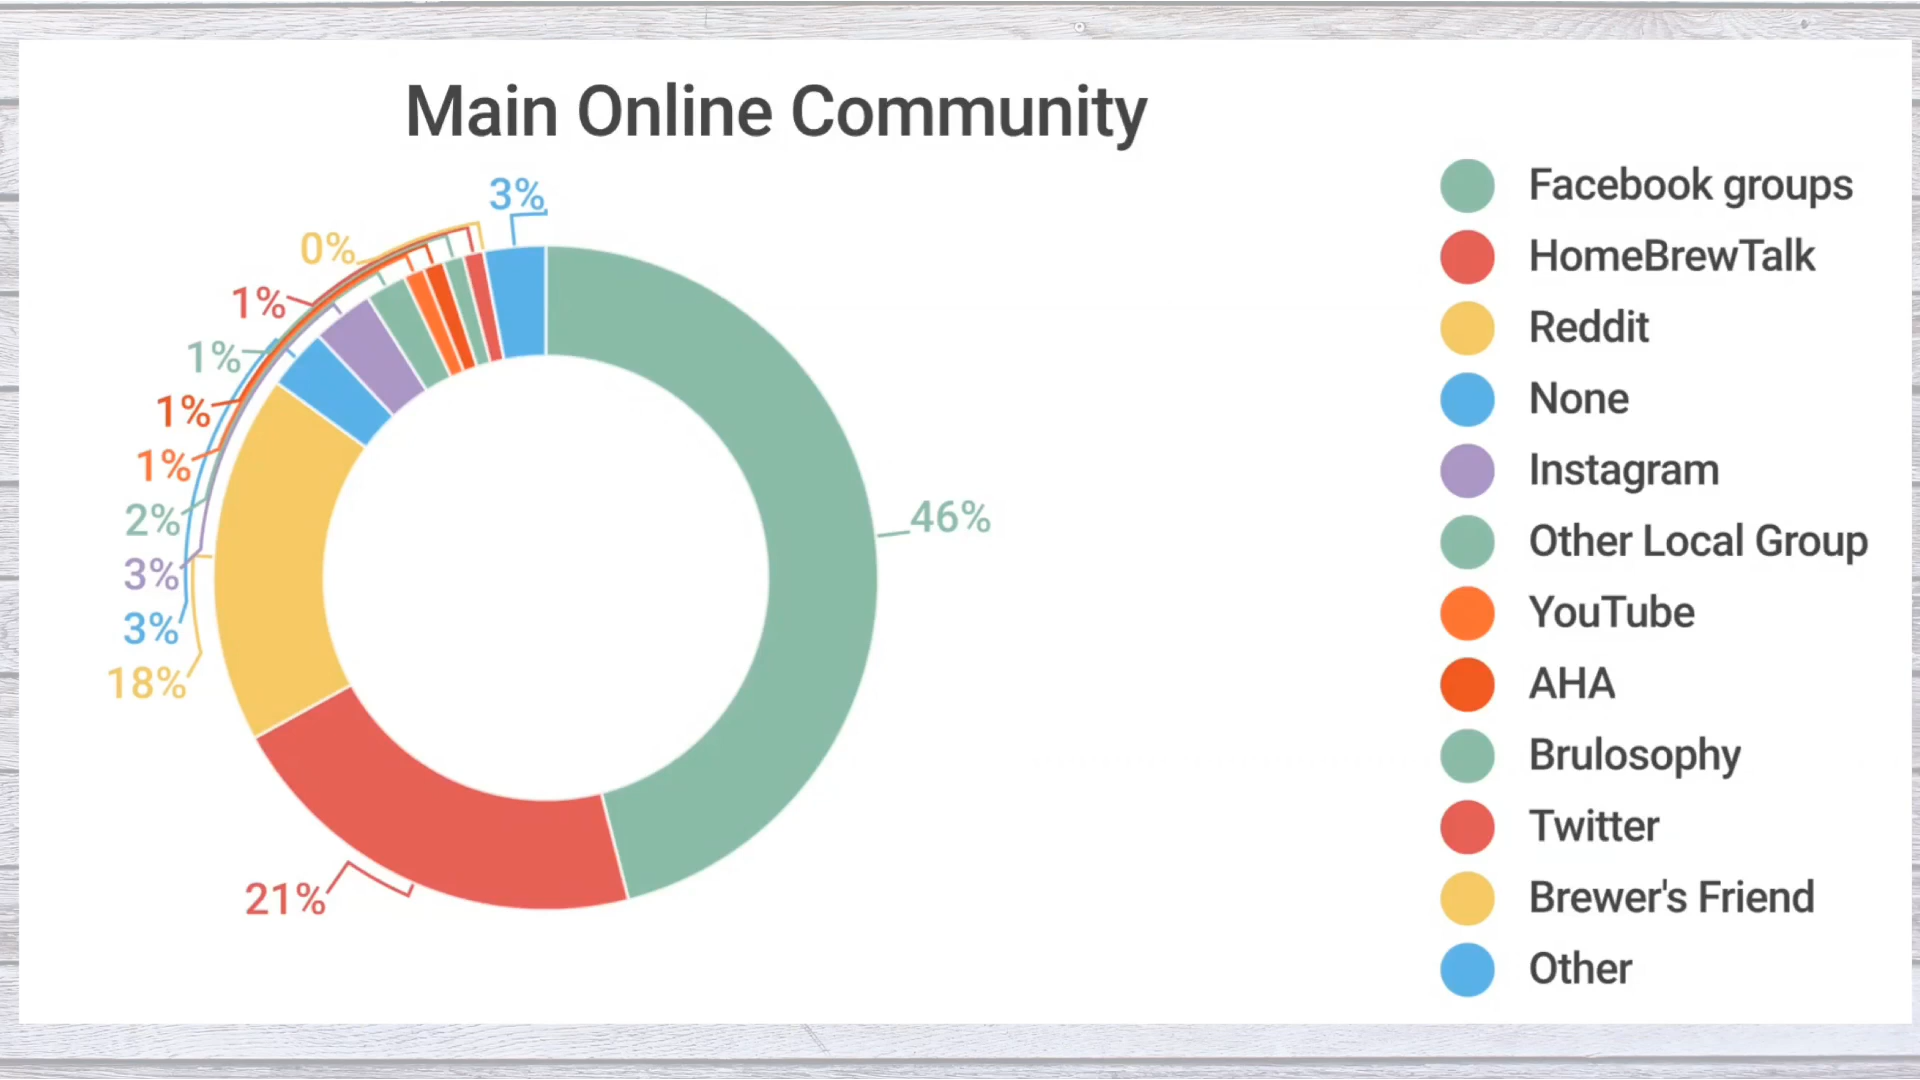 Main Online Community
3%
0%
1%
1%
1%
1%
2%
3%
3%
18%
21%
46%
Facebook groups
HomeBrewTalk
Reddit
None
Instagram
Other Local Group
YouTube
AHA
Brulosophy
Twitter
Brewer's Friend
Other